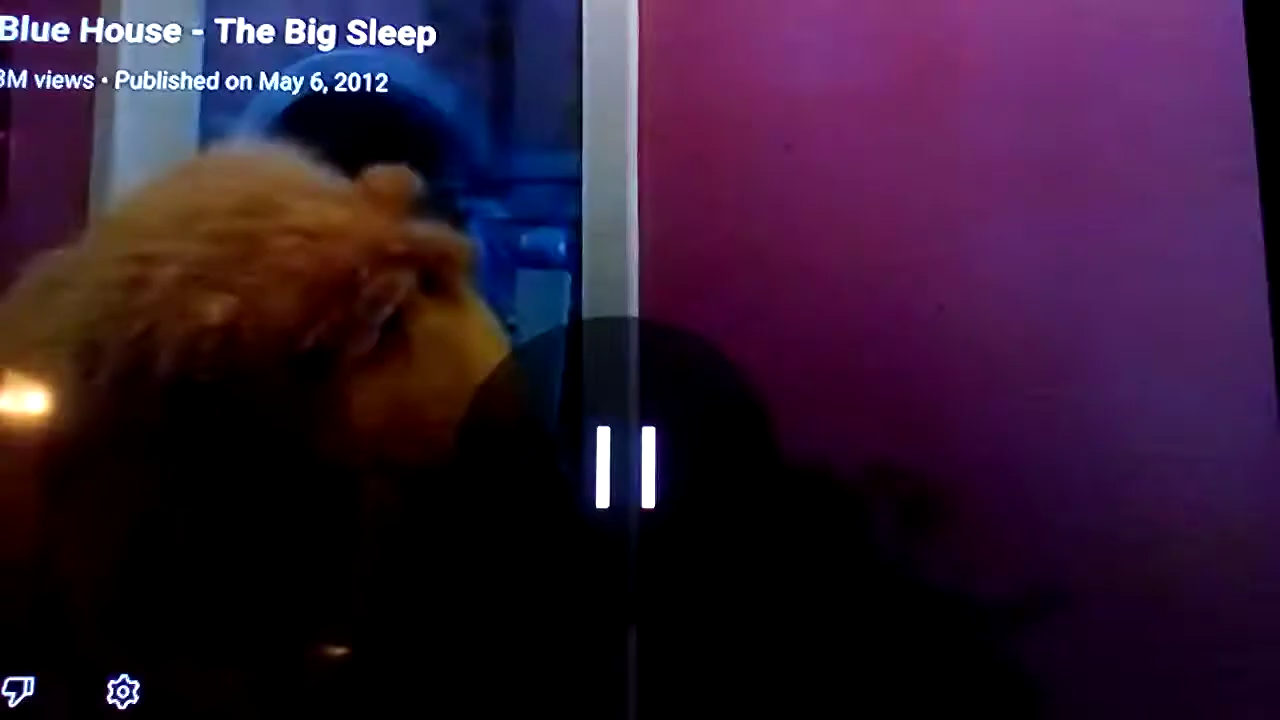 Blue House - The Big Sleep
M views • Published on May 6, 2012